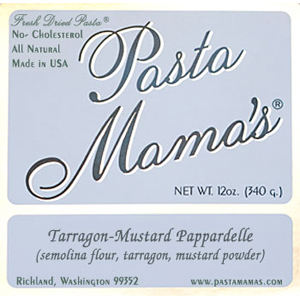 Fresh Dried Pasta®
No- Cholesterol
All Natural
Made in USA
Pasta
Mama's®
NET WT. 12oz. (340 g.)
Tarragon-Mustard Pappardelle
(semolina flour, tarragon, mustard powder)
Richland, Washington 99352
www.pastamamas.com